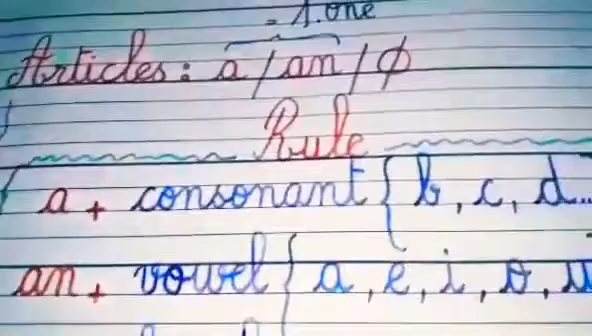 = 1. one
Articles: a / an / ϕ
Rule
a + consonant { b, c, d..
an + vowel { a, e, i, o, u